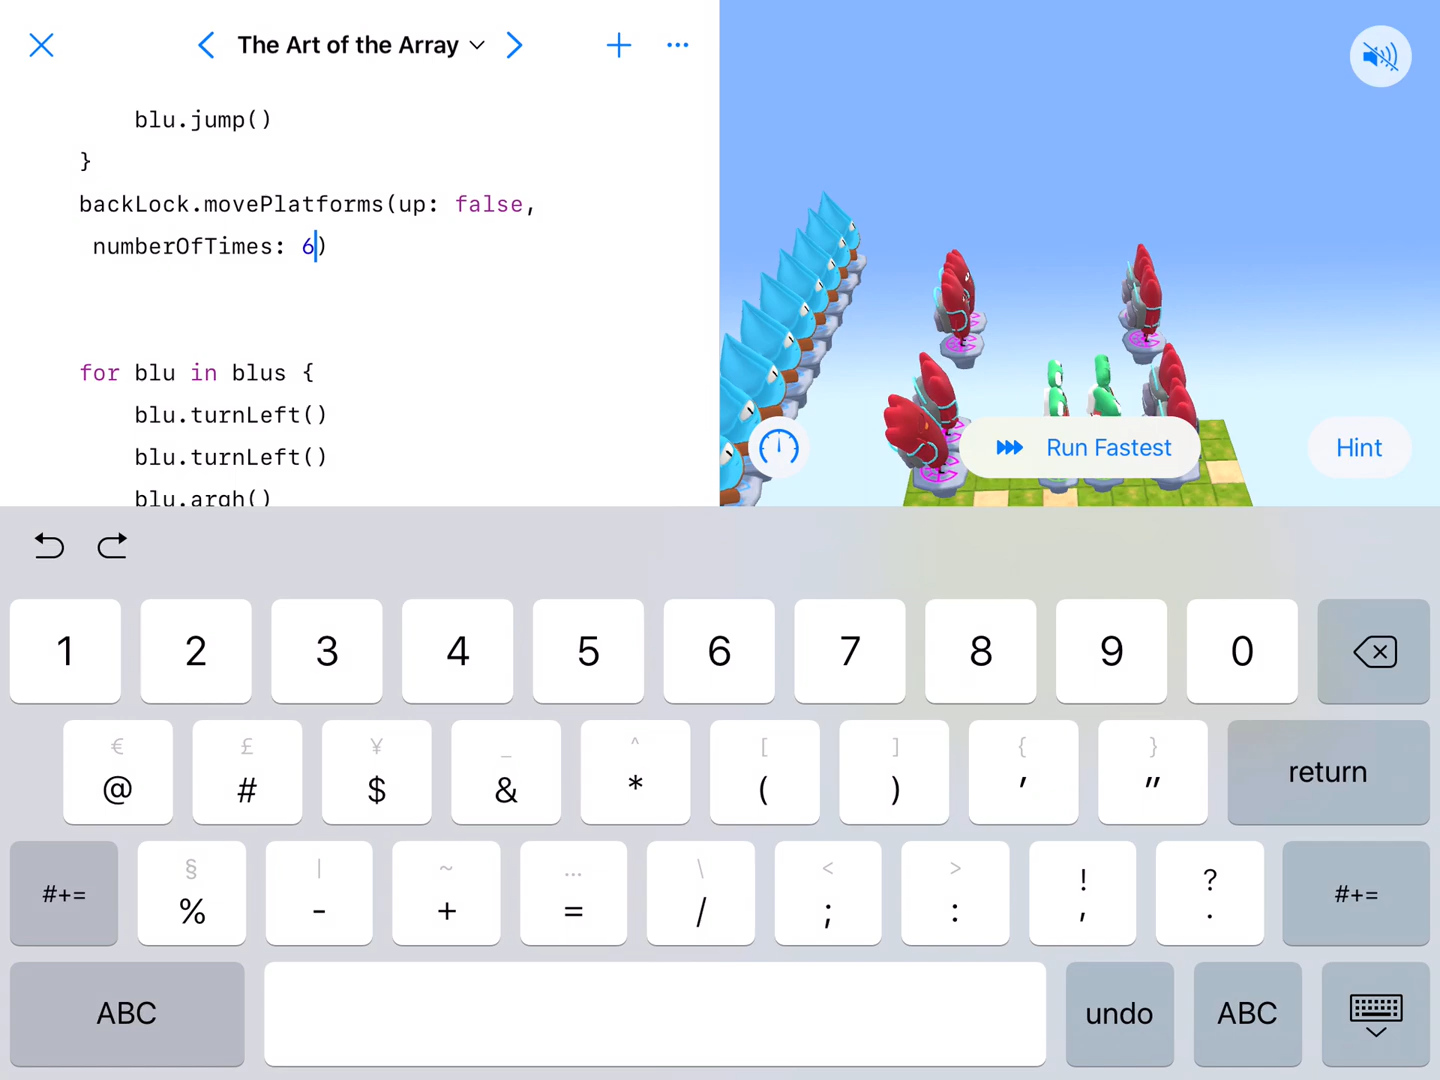 The Art of the Array
blu.jump()
}
backLock.movePlatforms(up: false,
numberOfTimes: 6)
for blu in blus {
blu.turnLeft()
blu.turnLeft()
blu.argh()
Run Fastest
Hint
1 2 3 4 5 6 7 8 9 0
€ £ ¥ _ ^ [ ] { }
@ # $ & * ( ) ' " return
§ | ~ … \ < > ! ?
#+= % - + = / ; : , . #+=
ABC undo ABC